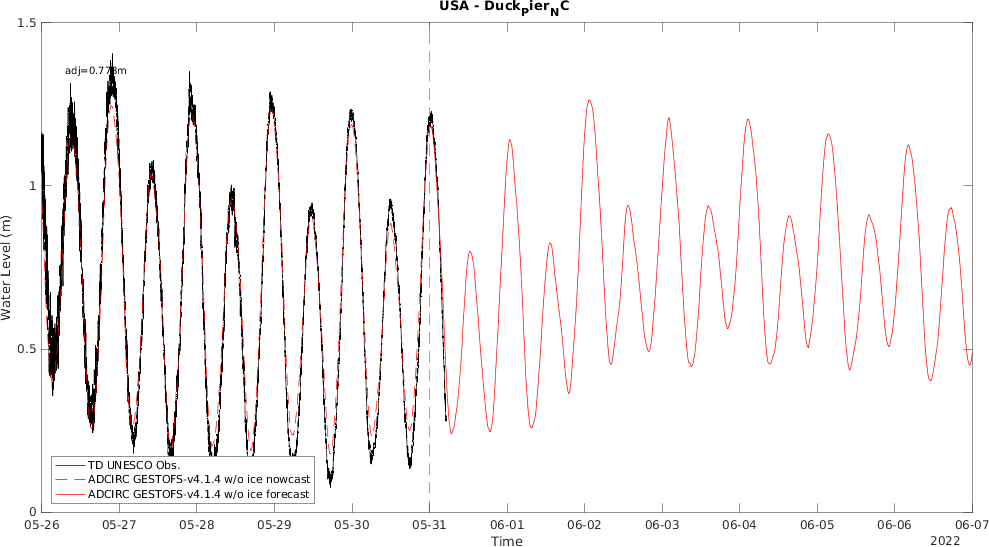 USA - DuckPierNC
1.5
adj=0.773m
1
Water Level (m)
0.5
TD UNESCO Obs.
ADCIRC GESTOFS-v4.1.4 w/o ice nowcast
ADCIRC GESTOFS-v4.1.4 w/o ice forecast
0
05-26 05-27 05-28 05-29 05-30 05-31 06-01 06-02 06-03 06-04 06-05 06-06 06-07
Time
2022